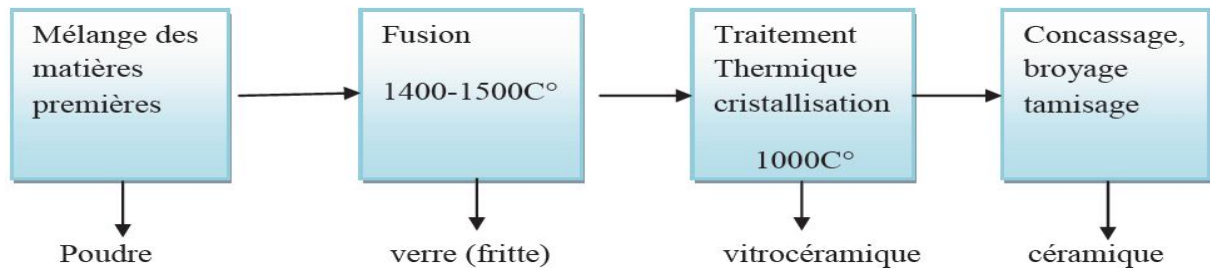 Mélange des
matières
premières
Fusion
1400-1500C°
Traitement
Thermique
cristallisation
1000C°
Concassage,
broyage
tamisage
Poudre
verre (fritte)
vitrocéramique
céramique